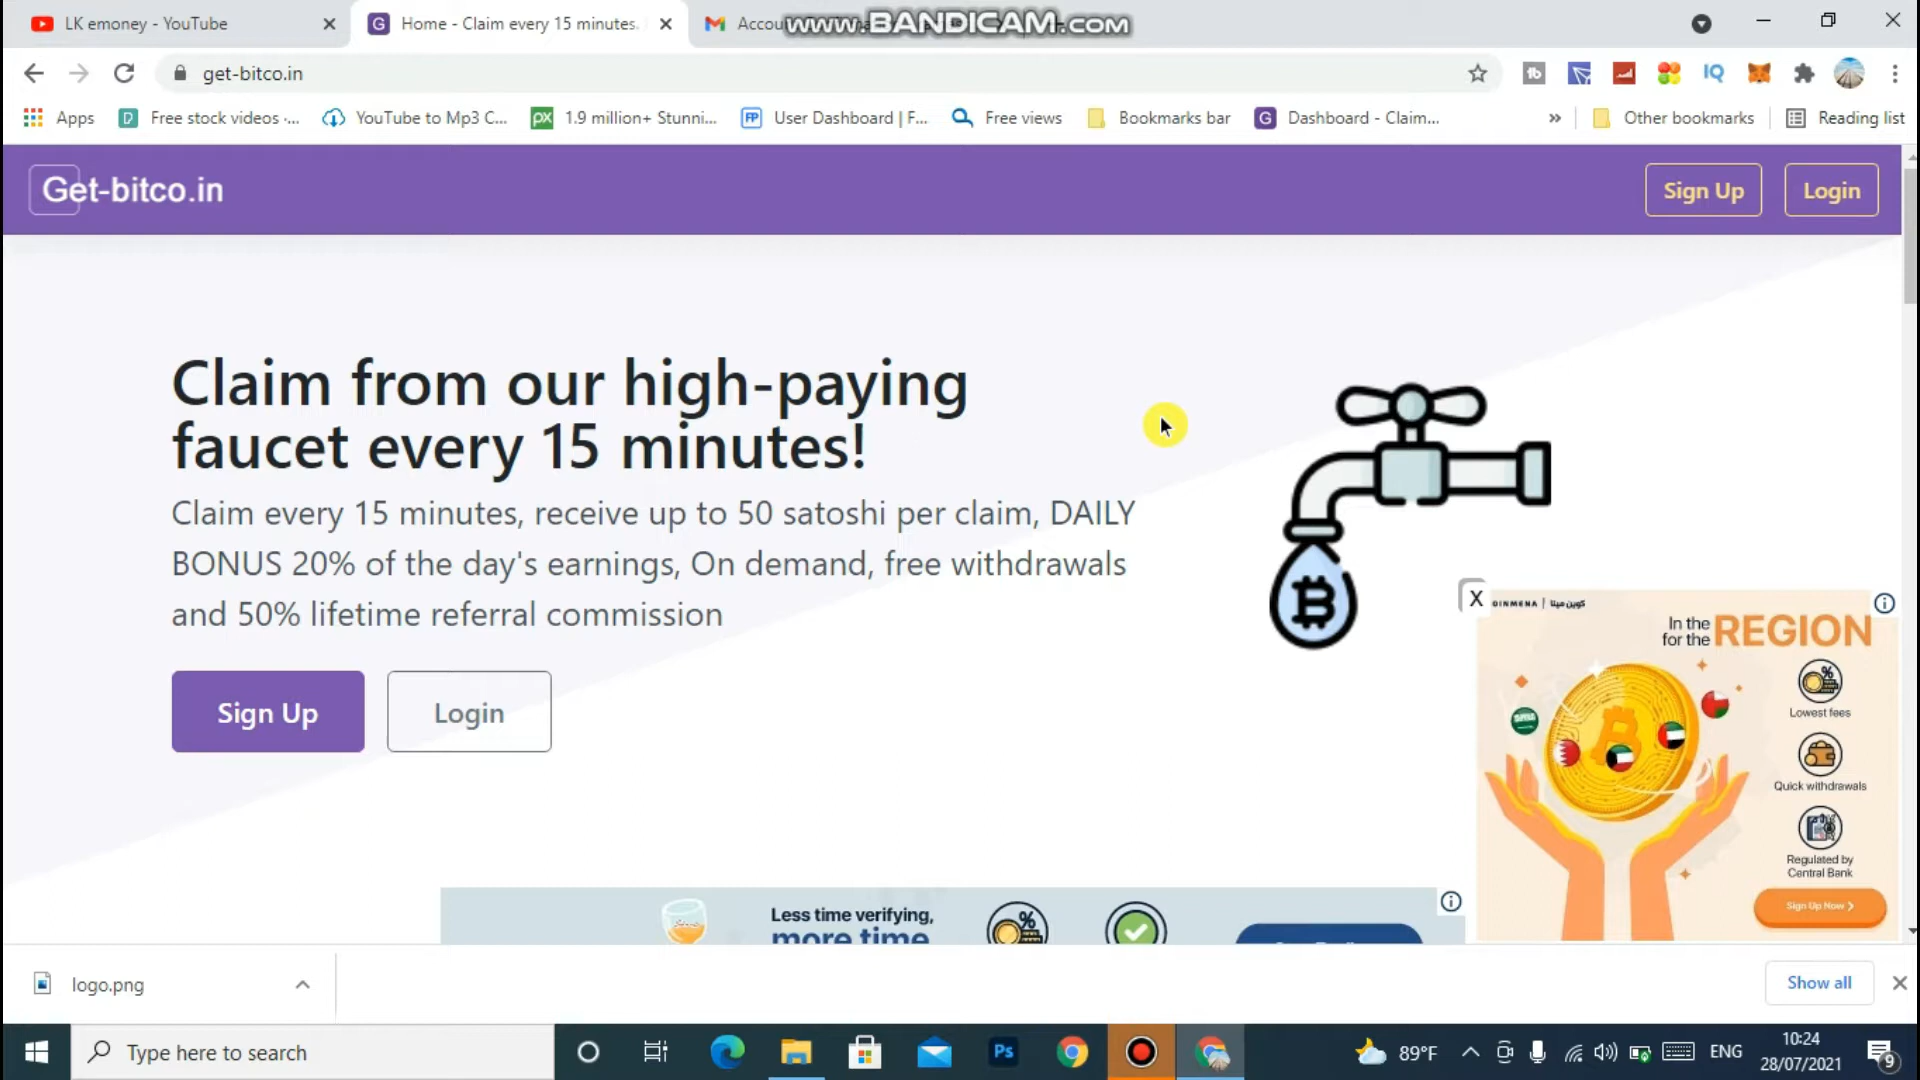 LK emoney - YouTube
Home - Claim every 15 minutes.
www.BANDICAM.com
get-bitco.in
Apps
Free stock videos -...
YouTube to Mp3 C...
1.9 million+ Stunni...
User Dashboard | F...
Free views
Bookmarks bar
Dashboard - Claim...
Other bookmarks
Reading list
Get-bitco.in
Sign Up
Login
Claim from our high-paying
faucet every 15 minutes!
Claim every 15 minutes, receive up to 50 satoshi per claim, DAILY
BONUS 20% of the day's earnings, On demand, free withdrawals
and 50% lifetime referral commission
Sign Up
Login
X
كوين مينا
In the
for the REGION
Lowest fees
Quick withdrawals
Regulated by
Central Bank
Sign Up Now >
Less time verifying,
more time
logo.png
Show all
Type here to search
89°F
ENG
10:24
28/07/2021
9